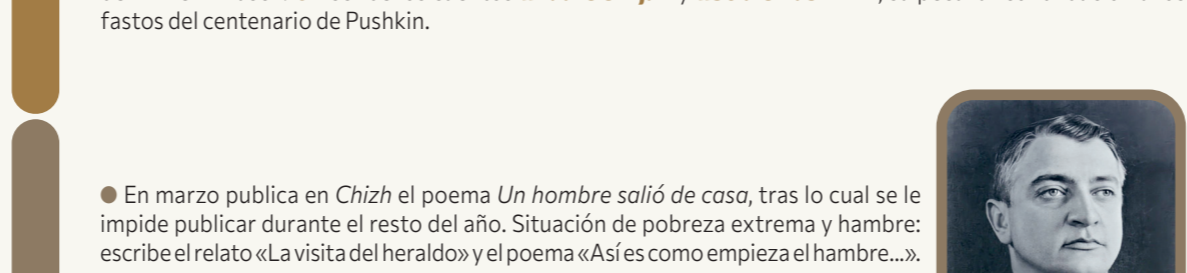 fastos del centenario de Pushkin.
● En marzo publica en Chizh el poema Un hombre salió de casa, tras lo cual se le
impide publicar durante el resto del año. Situación de pobreza extrema y hambre:
escribe el relato «La visita del heraldo» y el poema «Así es como empieza el hambre...».